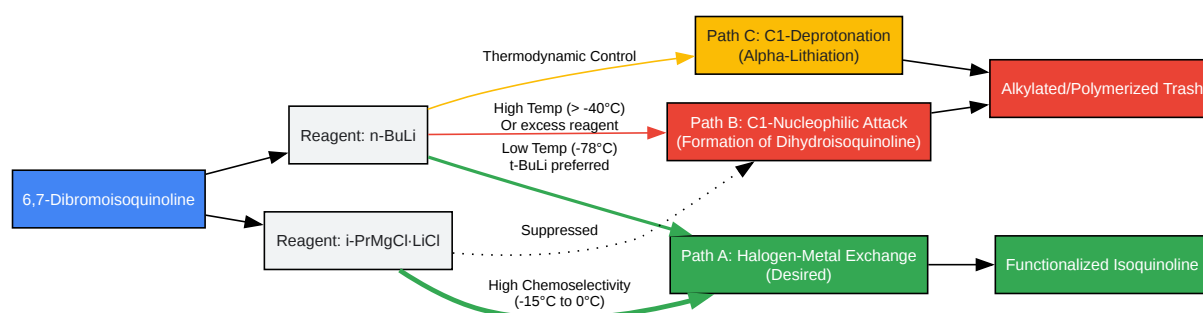 Path C: C1-Deprotonation
(Alpha-Lithiation)
Thermodynamic Control
Alkylated/Polymerized Trash
High Temp (> -40°C)
Or excess reagent
Path B: C1-Nucleophilic Attack
(Formation of Dihydroisoquinoline)
Reagent: n-BuLi
Low Temp (-78°C)
t-BuLi preferred
6,7-Dibromoisoquinoline
Reagent: i-PrMgCl·LiCl
Suppressed
Path A: Halogen-Metal Exchange
(Desired)
Functionalized Isoquinoline
High Chemoselectivity
(-15°C to 0°C)